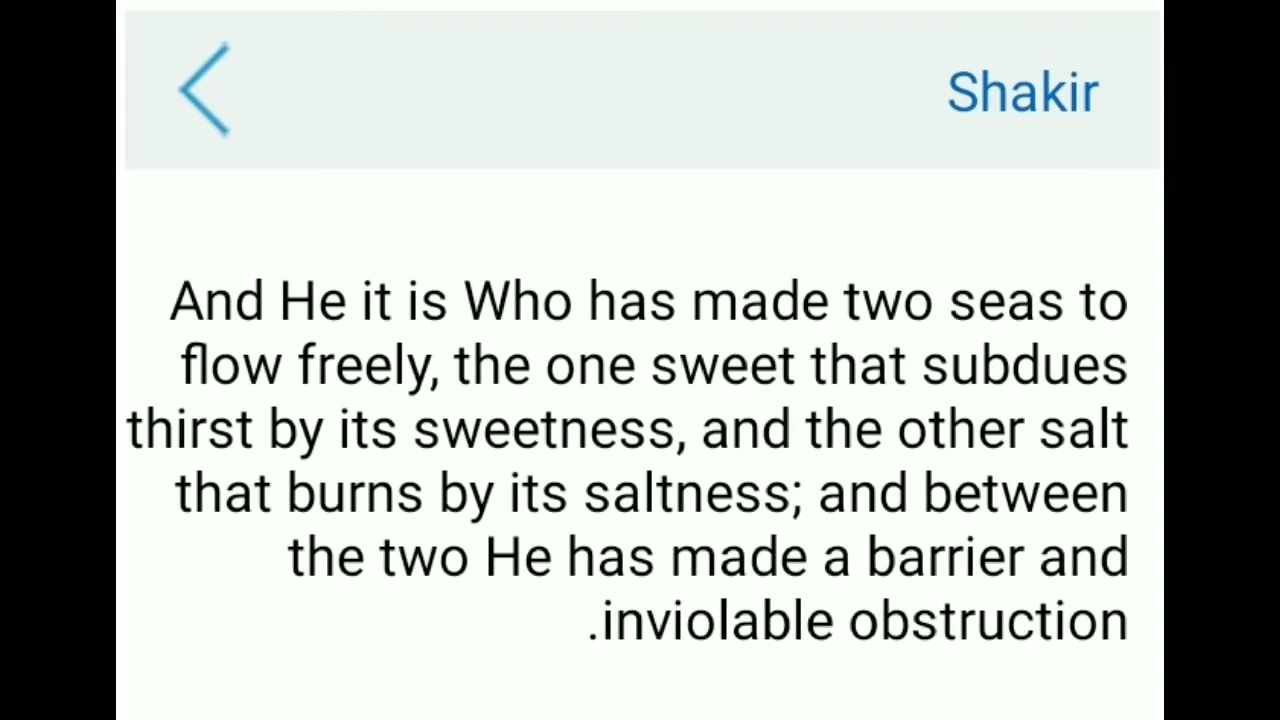 Shakir
And He it is Who has made two seas to
flow freely, the one sweet that subdues
thirst by its sweetness, and the other salt
that burns by its saltness; and between
the two He has made a barrier and
.inviolable obstruction